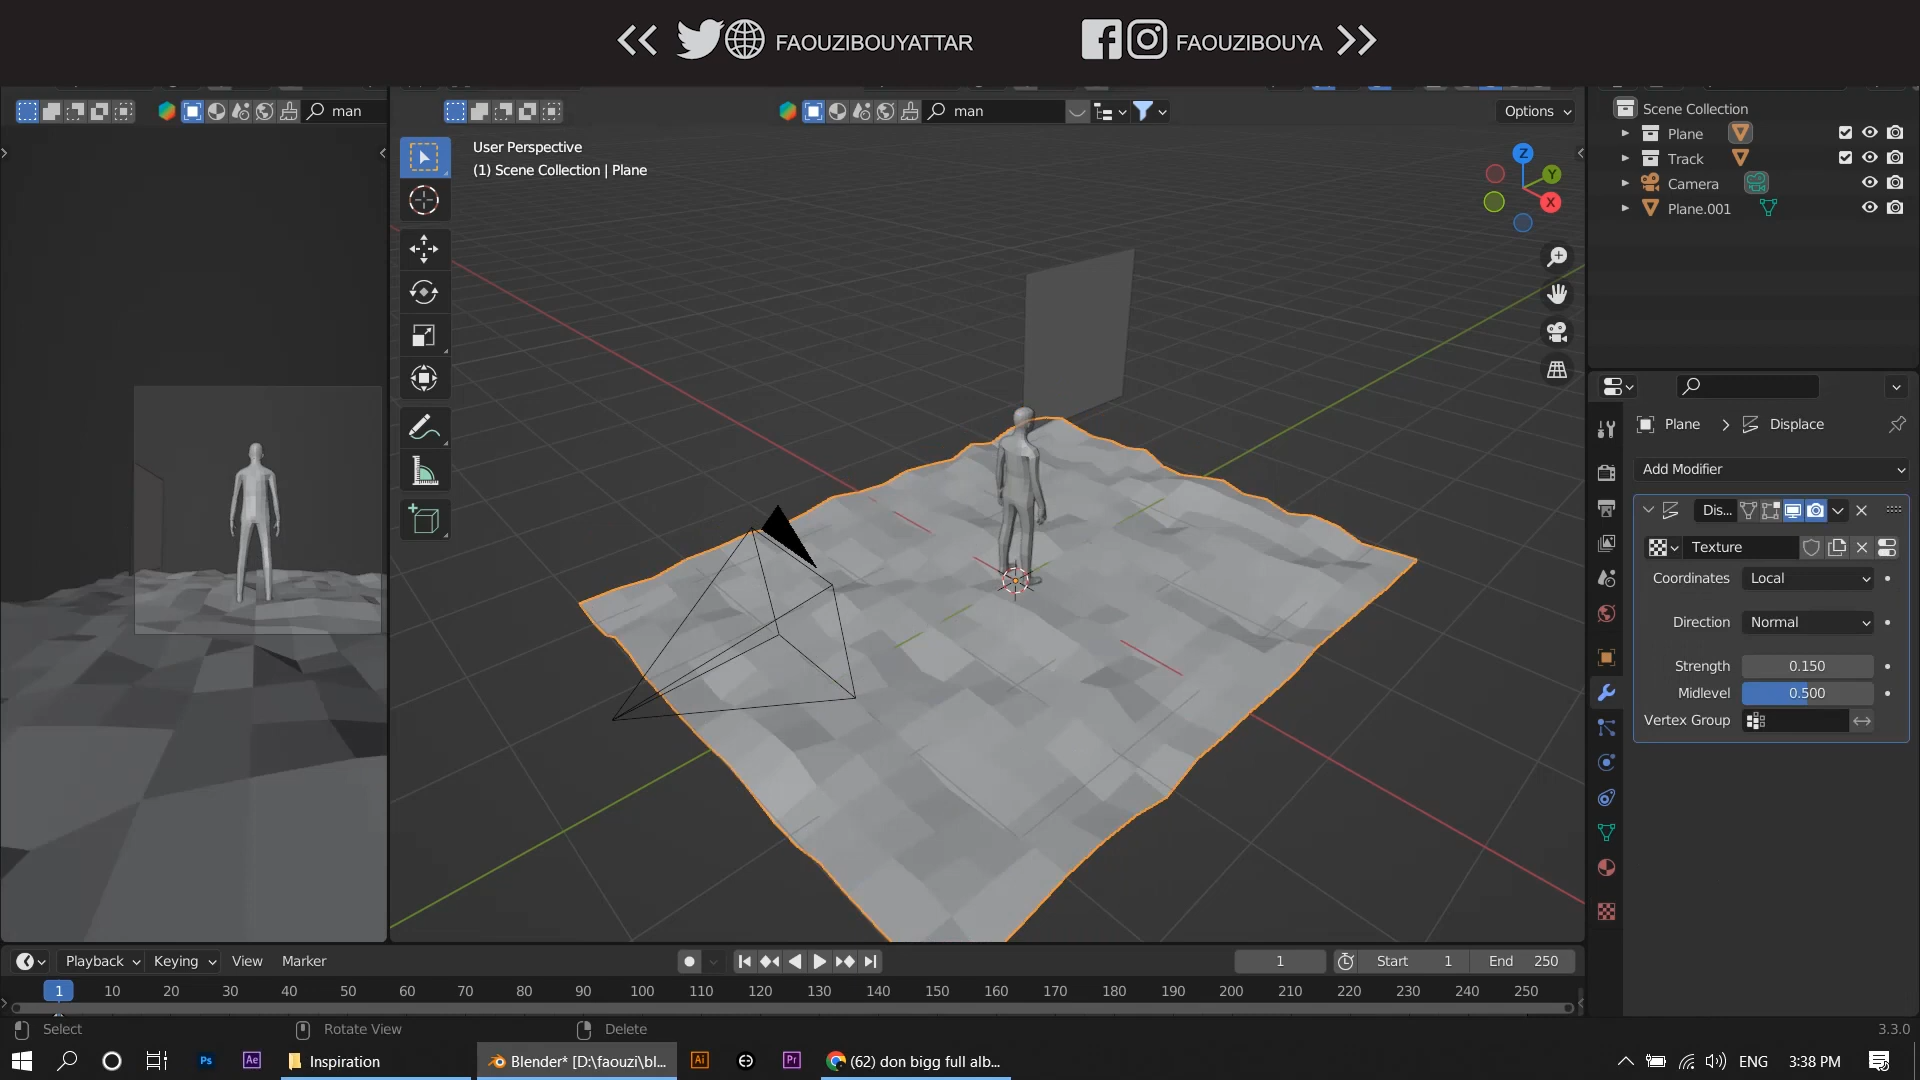 FAOUZIBOUYATTAR
FAOUZIBOUYA
man
man
Options
User Perspective
(1) Scene Collection | Plane
Z
Y
X
Scene Collection
Plane
Track
Camera
Plane.001
Plane
Displace
Add Modifier
Dis...
Texture
Coordinates
Local
Direction
Normal
Strength
0.150
Midlevel
0.500
Vertex Group
Playback
Keying
View
Marker
1
Start 1
End 250
1 10 20 30 40 50 60 70 80 90 100 110 120 130 140 150 160 170 180 190 200 210 220 230 240 250
Select
Rotate View
Delete
3.3.0
Ps
Ae
Inspiration
Blender* [D:\faouzi\bl...
Ai
Pr
(62) don bigg full alb...
ENG
3:38 PM